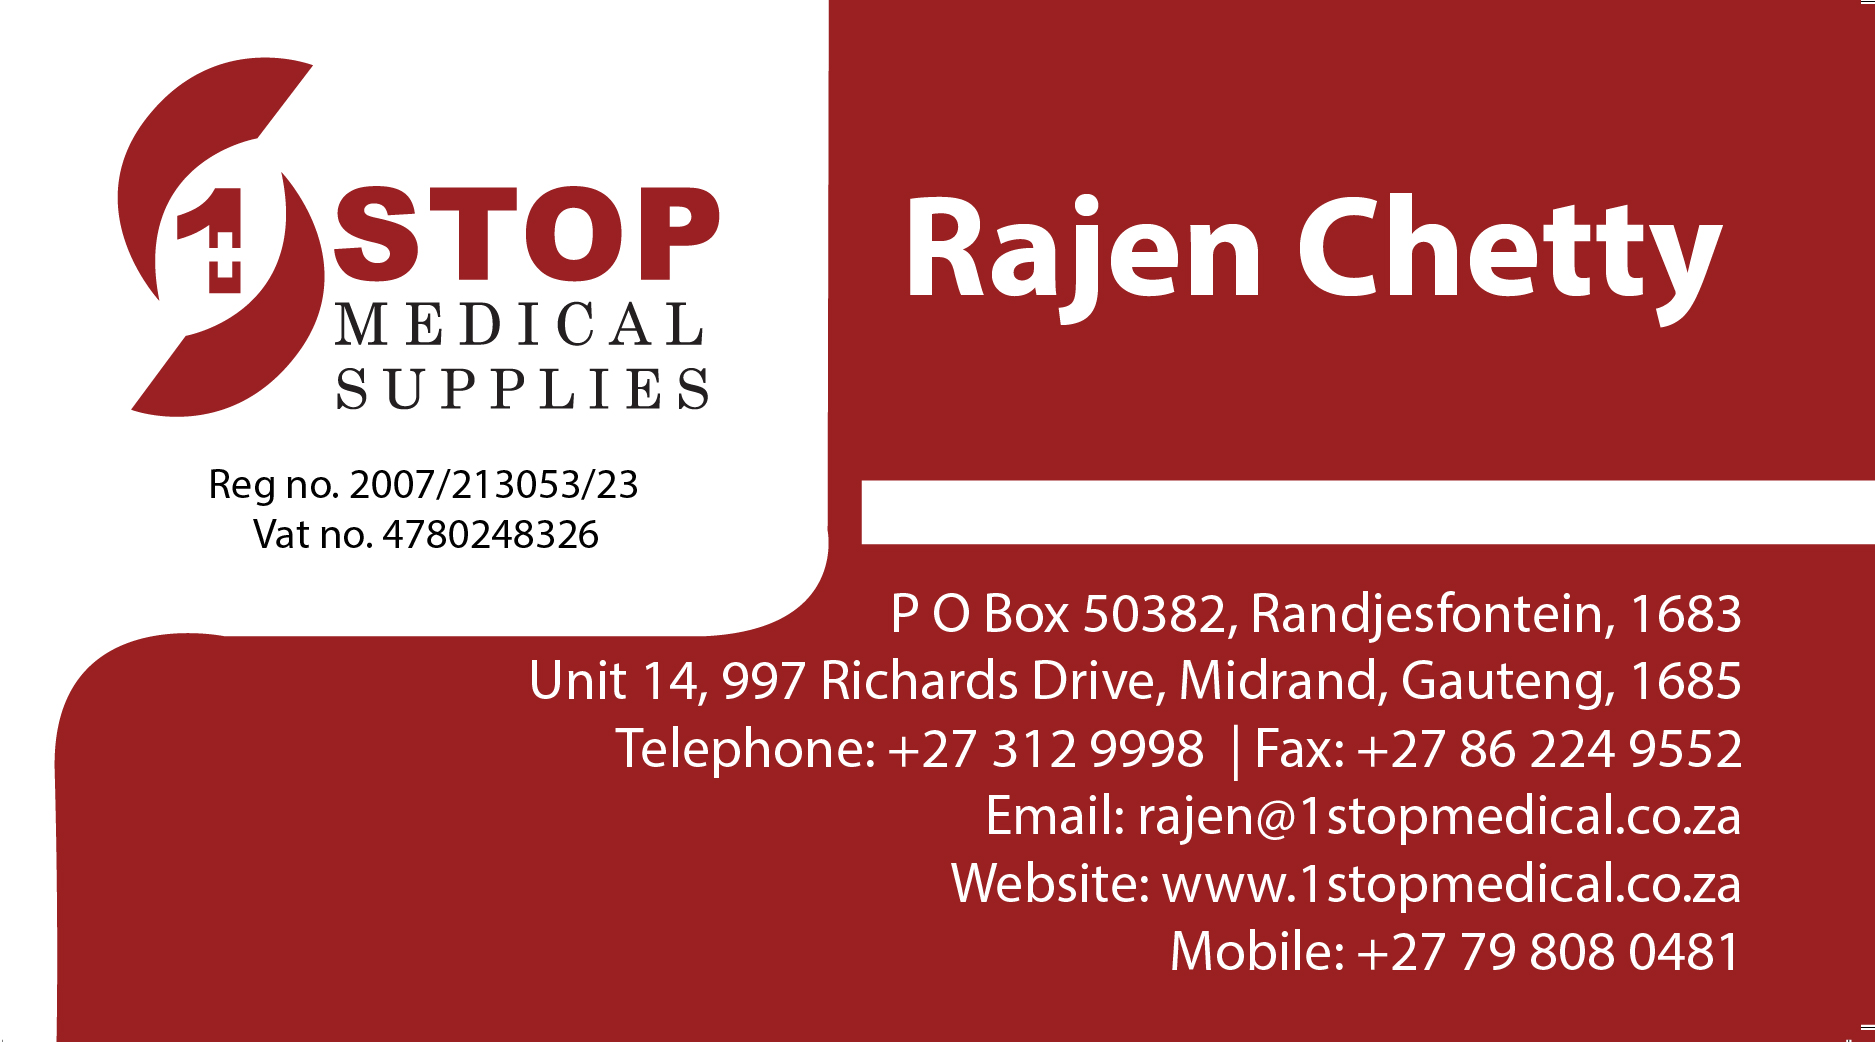 1 STOP
MEDICAL
SUPPLIES
Reg no. 2007/213053/23
Vat no. 4780248326
Rajen Chetty
P O Box 50382, Randjesfontein, 1683
Unit 14, 997 Richards Drive, Midrand, Gauteng, 1685
Telephone: +27 312 9998 | Fax: +27 86 224 9552
Email: rajen@1stopmedical.co.za
Website: www.1stopmedical.co.za
Mobile: +27 79 808 0481